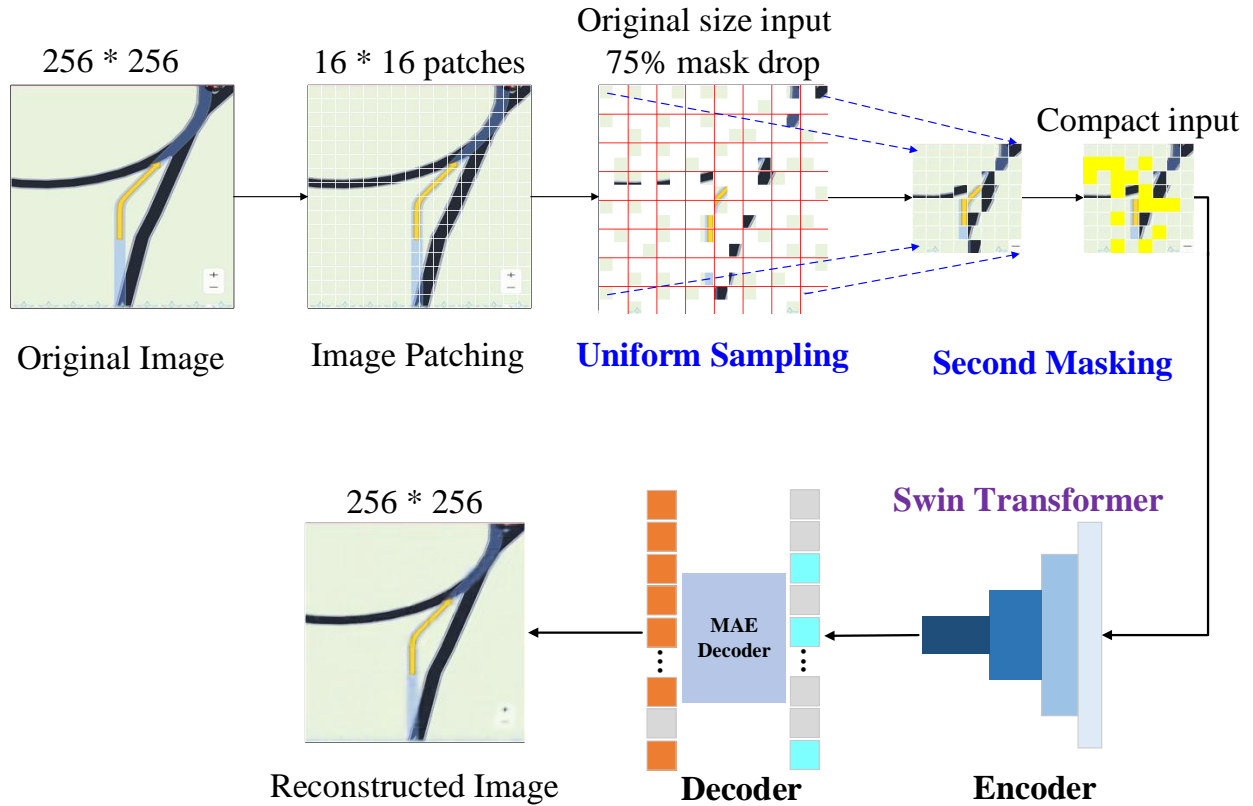 256 * 256
16 * 16 patches
Original size input
75% mask drop
Compact input
+
−
+
−
−
−
Original Image
Image Patching
Uniform Sampling
Second Masking
256 * 256
Swin Transformer
MAE
Decoder
+
−
Reconstructed Image
Decoder
Encoder